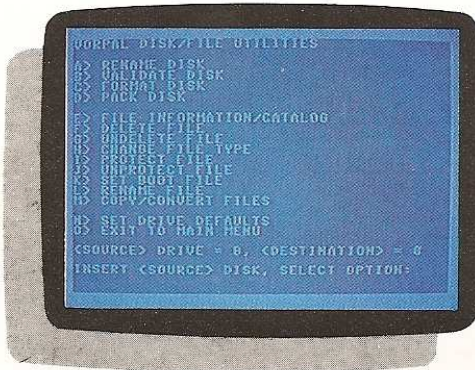 VORPAL DISK/FILE UTILITIES
A> RENAME DISK
B> VALIDATE DISK
C> FORMAT DISK
D> PACK DISK
E> FILE INFORMATION/CATALOG
F> DELETE FILE
G> UNDELETE FILE
H> CHANGE FILE TYPE
I> PROTECT FILE
J> UNPROTECT FILE
K> SET BOOT FILE
L> RENAME FILE
M> COPY/CONVERT FILES
N> SET DRIVE DEFAULTS
O> EXIT TO MAIN MENU
<SOURCE> DRIVE = 8, <DESTINATION> = 8
INSERT <SOURCE> DISK, SELECT OPTION: